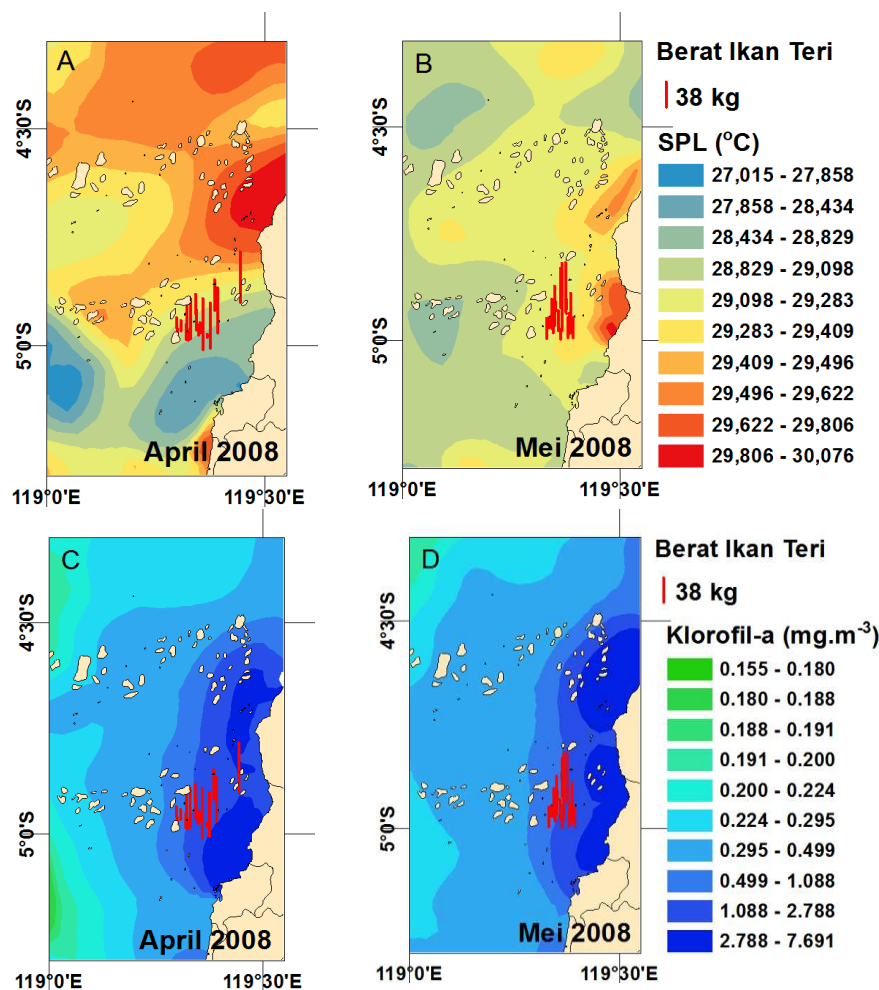 A
4°30'S
5°0'S
April 2008
119°0'E
119°30'E
B
4°30'S
5°0'S
Mei 2008
119°0'E
119°30'E
Berat Ikan Teri
38 kg
SPL (°C)
27,015 - 27,858
27,858 - 28,434
28,434 - 28,829
28,829 - 29,098
29,098 - 29,283
29,283 - 29,409
29,409 - 29,496
29,496 - 29,622
29,622 - 29,806
29,806 - 30,076
C
4°30'S
5°0'S
April 2008
119°0'E
119°30'E
D
4°30'S
5°0'S
Mei 2008
119°0'E
119°30'E
Berat Ikan Teri
38 kg
Klorofil-a (mg.m⁻³)
0.155 - 0.180
0.180 - 0.188
0.188 - 0.191
0.191 - 0.200
0.200 - 0.224
0.224 - 0.295
0.295 - 0.499
0.499 - 1.088
1.088 - 2.788
2.788 - 7.691